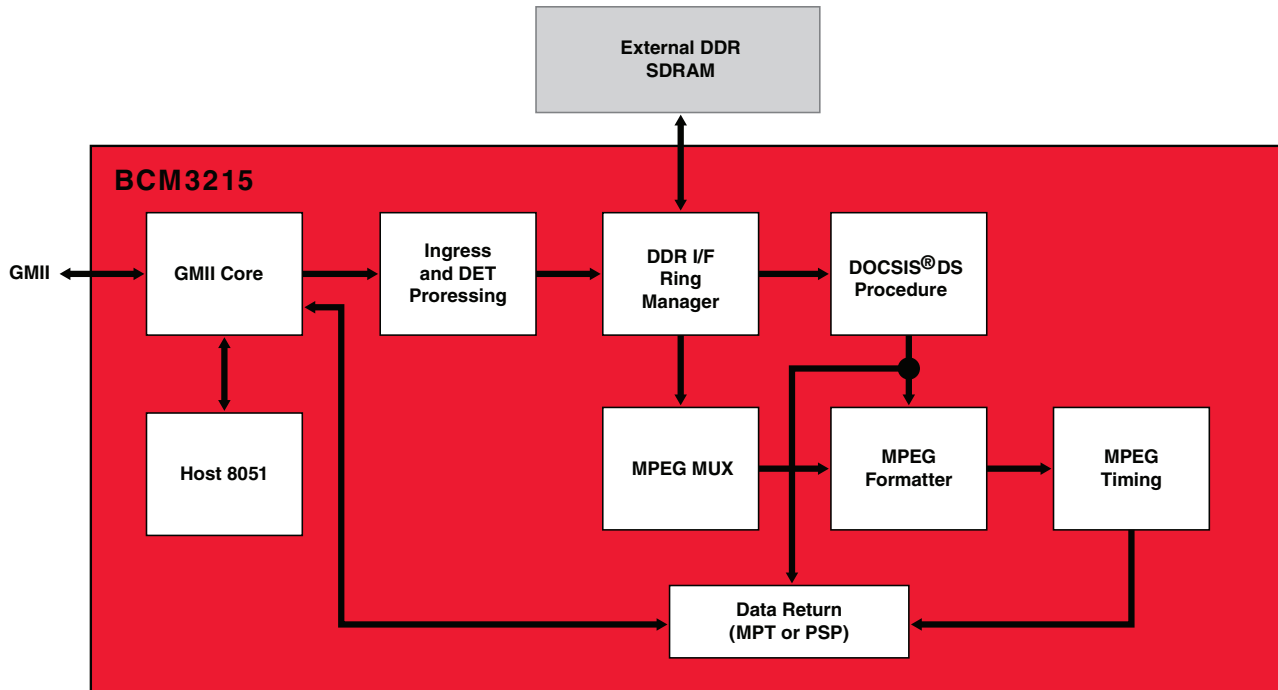 External DDR
SDRAM
BCM3215
GMII
GMII Core
Ingress
and DET
Proressing
DDR I/F
Ring
Manager
DOCSIS® DS
Procedure
Host 8051
MPEG MUX
MPEG
Formatter
MPEG
Timing
Data Return
(MPT or PSP)